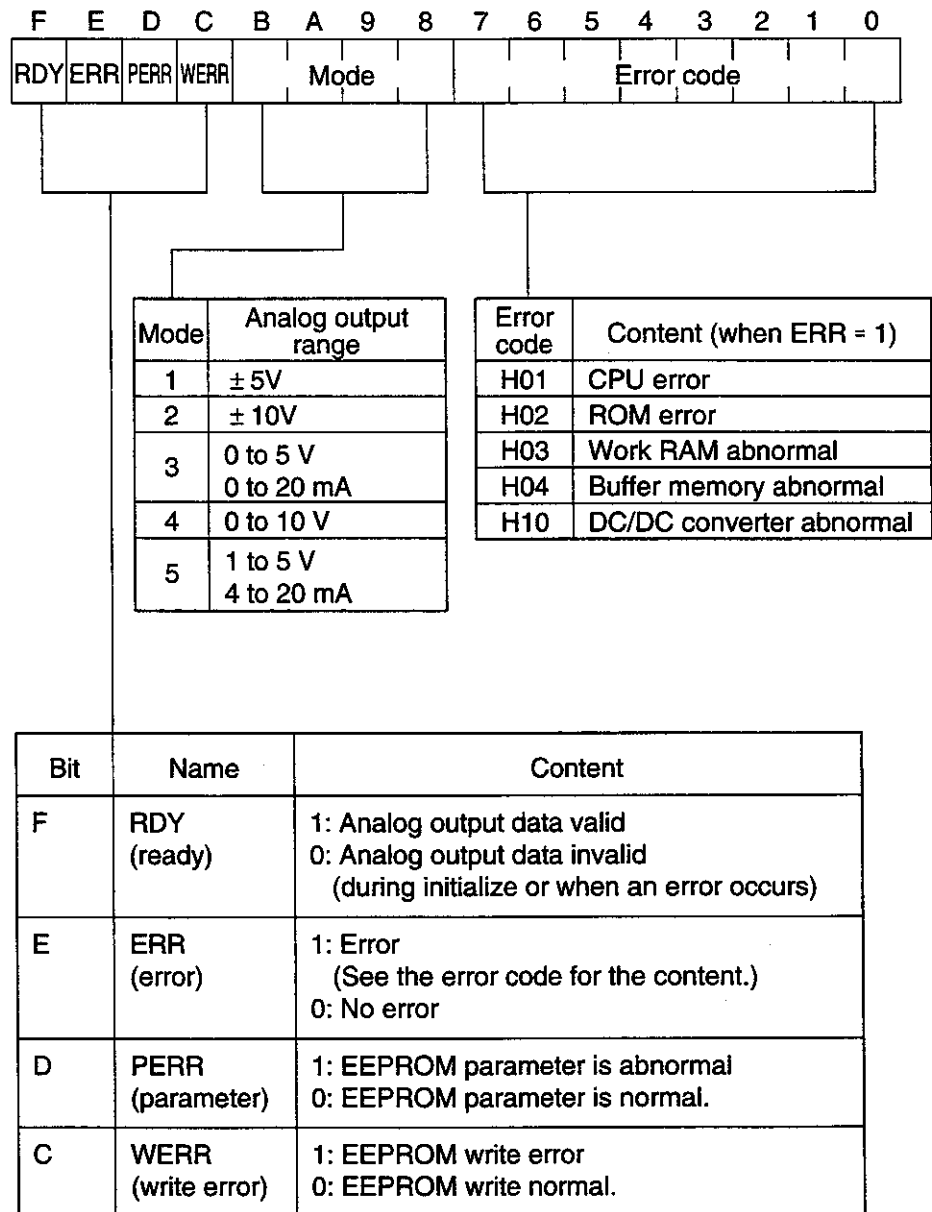 F E D C B A 9 8 7 6 5 4 3 2 1 0
RDY ERR PERR WERR Mode Error code
Mode Analog output range
1 ± 5V
2 ± 10V
3 0 to 5 V
0 to 20 mA
4 0 to 10 V
5 1 to 5 V
4 to 20 mA
Error code Content (when ERR = 1)
H01 CPU error
H02 ROM error
H03 Work RAM abnormal
H04 Buffer memory abnormal
H10 DC/DC converter abnormal
Bit Name Content
F RDY 1: Analog output data valid
(ready) 0: Analog output data invalid
(during initialize or when an error occurs)
E ERR 1: Error
(error) (See the error code for the content.)
0: No error
D PERR 1: EEPROM parameter is abnormal
(parameter) 0: EEPROM parameter is normal.
C WERR 1: EEPROM write error
(write error) 0: EEPROM write normal.